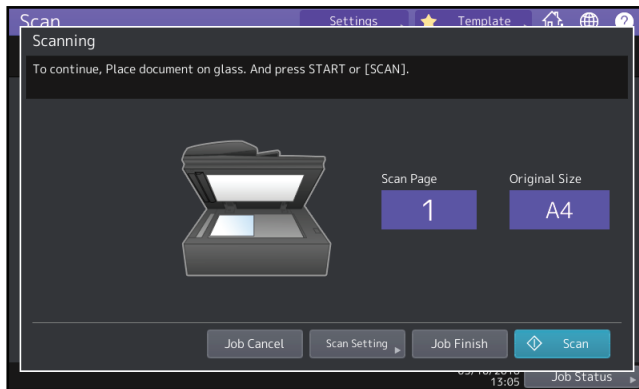 Scan
Settings
Template
?
Scanning
To continue, Place document on glass. And press START or [SCAN].
Scan Page
Original Size
1
A4
Job Cancel
Scan Setting
Job Finish
Scan
13:05
Job Status